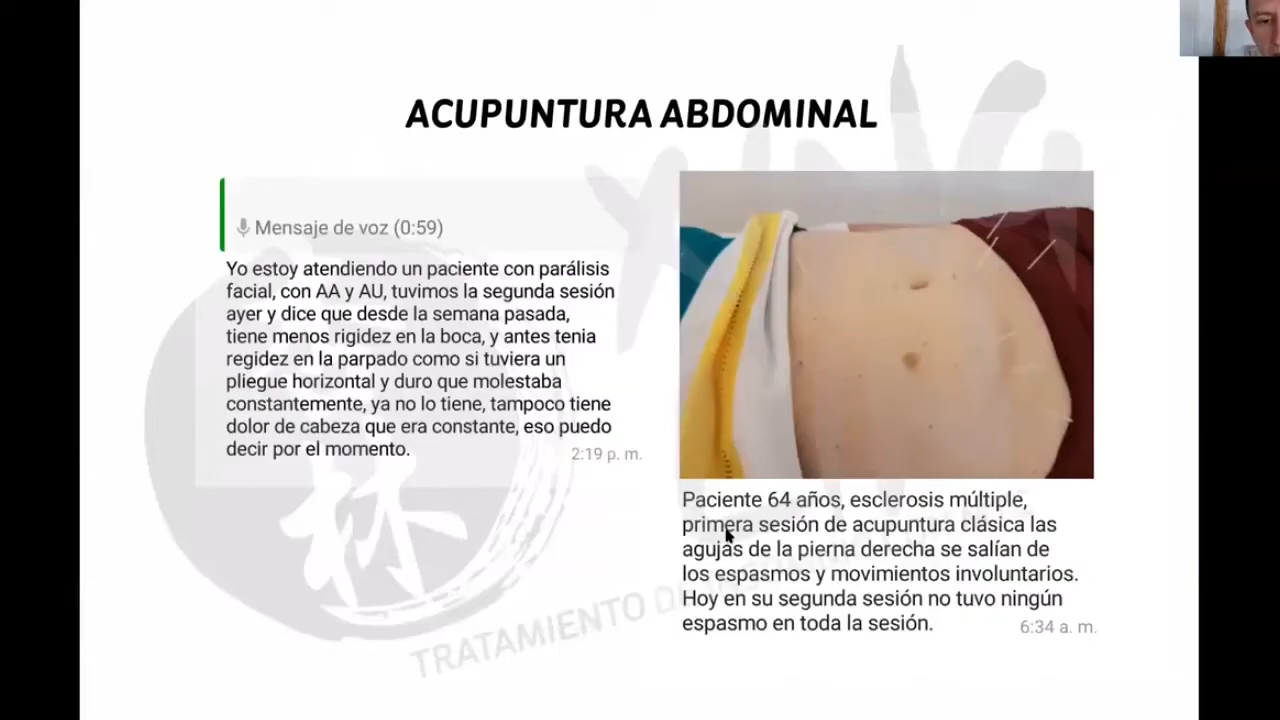 ACUPUNTURA ABDOMINAL
Mensaje de voz (0:59)
Yo estoy atendiendo un paciente con parálisis
facial, con AA y AU, tuvimos la segunda sesión
ayer y dice que desde la semana pasada,
tiene menos rigidez en la boca, y antes tenia
regidez en la parpado como si tuviera un
pliegue horizontal y duro que molestaba
constantemente, ya no lo tiene, tampoco tiene
dolor de cabeza que era constante, eso puedo
decir por el momento.
2:19 p. m.
Paciente 64 años, esclerosis múltiple,
primera sesión de acupuntura clásica las
agujas de la pierna derecha se salían de
los espasmos y movimientos involuntarios.
Hoy en su segunda sesión no tuvo ningún
espasmo en toda la sesión.
6:34 a. m.
林
TRATAMIENTO